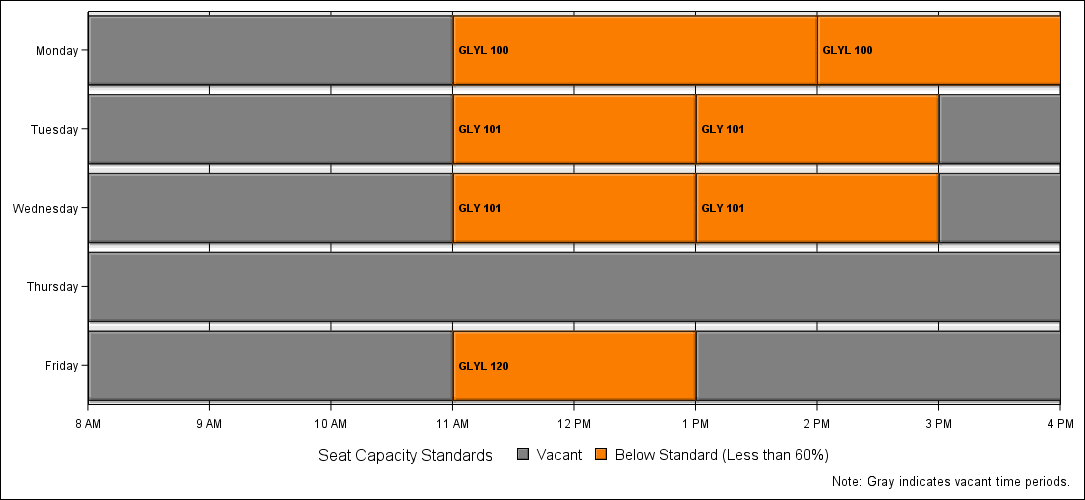 Monday
GLYL 100
GLYL 100
Tuesday
GLY 101
GLY 101
Wednesday
GLY 101
GLY 101
Thursday
Friday
GLYL 120
8 AM 9 AM 10 AM 11 AM 12 PM 1 PM 2 PM 3 PM 4 PM
Seat Capacity Standards Vacant Below Standard (Less than 60%)
Note: Gray indicates vacant time periods.